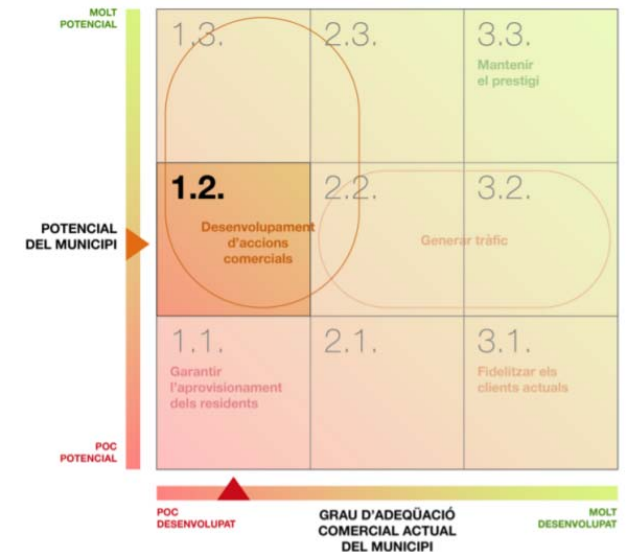 MOLT
POTENCIAL
1.3.
2.3.
3.3.
Mantenir
el prestigi
1.2.
2.2.
3.2.
POTENCIAL
DEL MUNICIPI
Desenvolupament
d'accions
comercials
Generar tràfic
1.1.
2.1.
3.1.
Garantir
l'aprovisionament
dels residents
Fidelitzar els
clients actuals
POC
POTENCIAL
POC
DESENVOLUPAT
GRAU D'ADEQÜACIÓ
COMERCIAL ACTUAL
DEL MUNICIPI
MOLT
DESENVOLUPAT